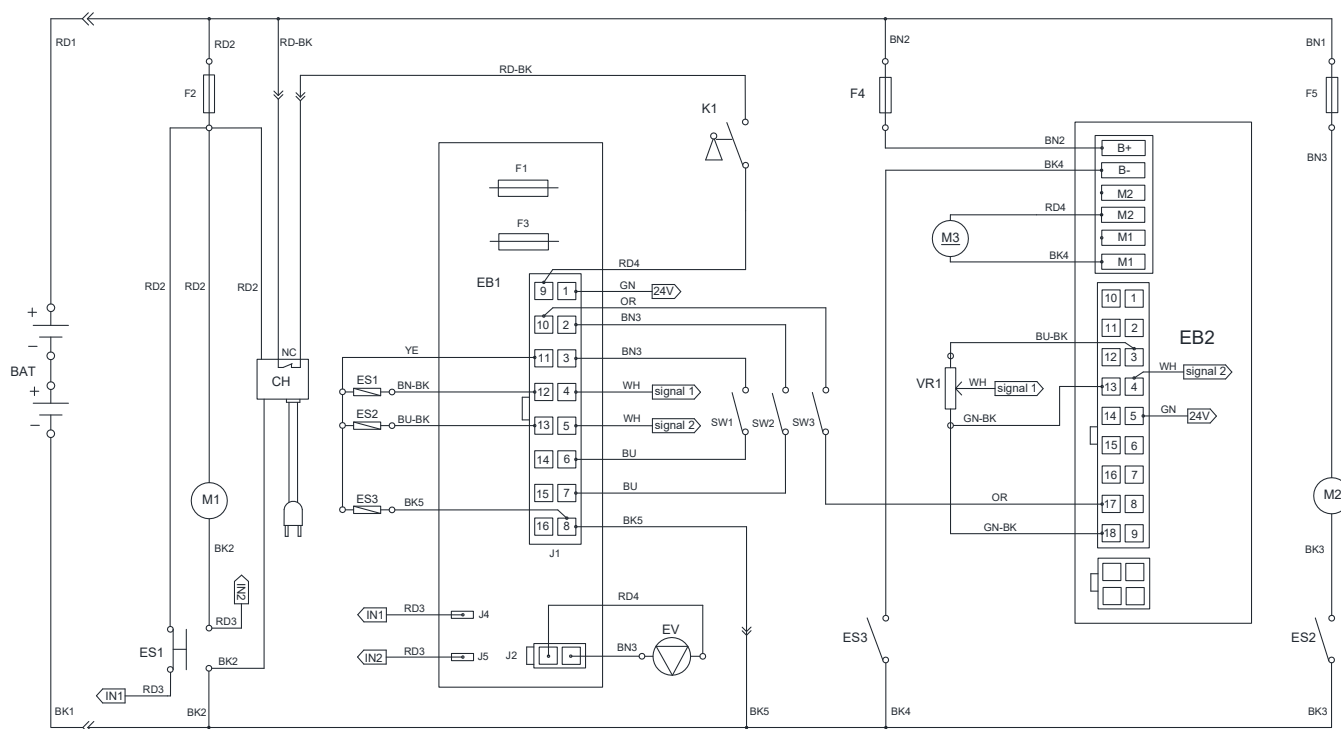 RD1
RD2
RD-BK
BN2
BN1
RD-BK
F2
K1
F4
F5
BN2
B+
BN3
BK4
B-
F1
M2
RD4
M2
F3
M3
M1
BK4
M1
RD4
EB1
9 1
GN
24V
OR
10 2
BN3
RD2
RD2
RD2
10 1
11 2
BU-BK
EB2
12 3
+
−
BAT
+
−
NC
CH
YE
11 3
BN3
ES1
BN-BK
12 4
WH
signal 1
ES2
BU-BK
13 5
WH
signal 2
SW1
SW2
SW3
VR1
WH
signal 1
WH
signal 2
13 4
GN-BK
14 5
GN
24V
14 6
BU
15 6
15 7
BU
16 7
M1
ES3
BK5
16 8
BK5
J1
OR
17 8
GN-BK
18 9
M2
BK2
BK3
IN2
RD3
IN1
RD3
J4
RD4
EV
IN2
RD3
J5
J2
BN3
ES1
BK2
ES3
ES2
IN1
RD3
BK1
BK2
BK5
BK4
BK3